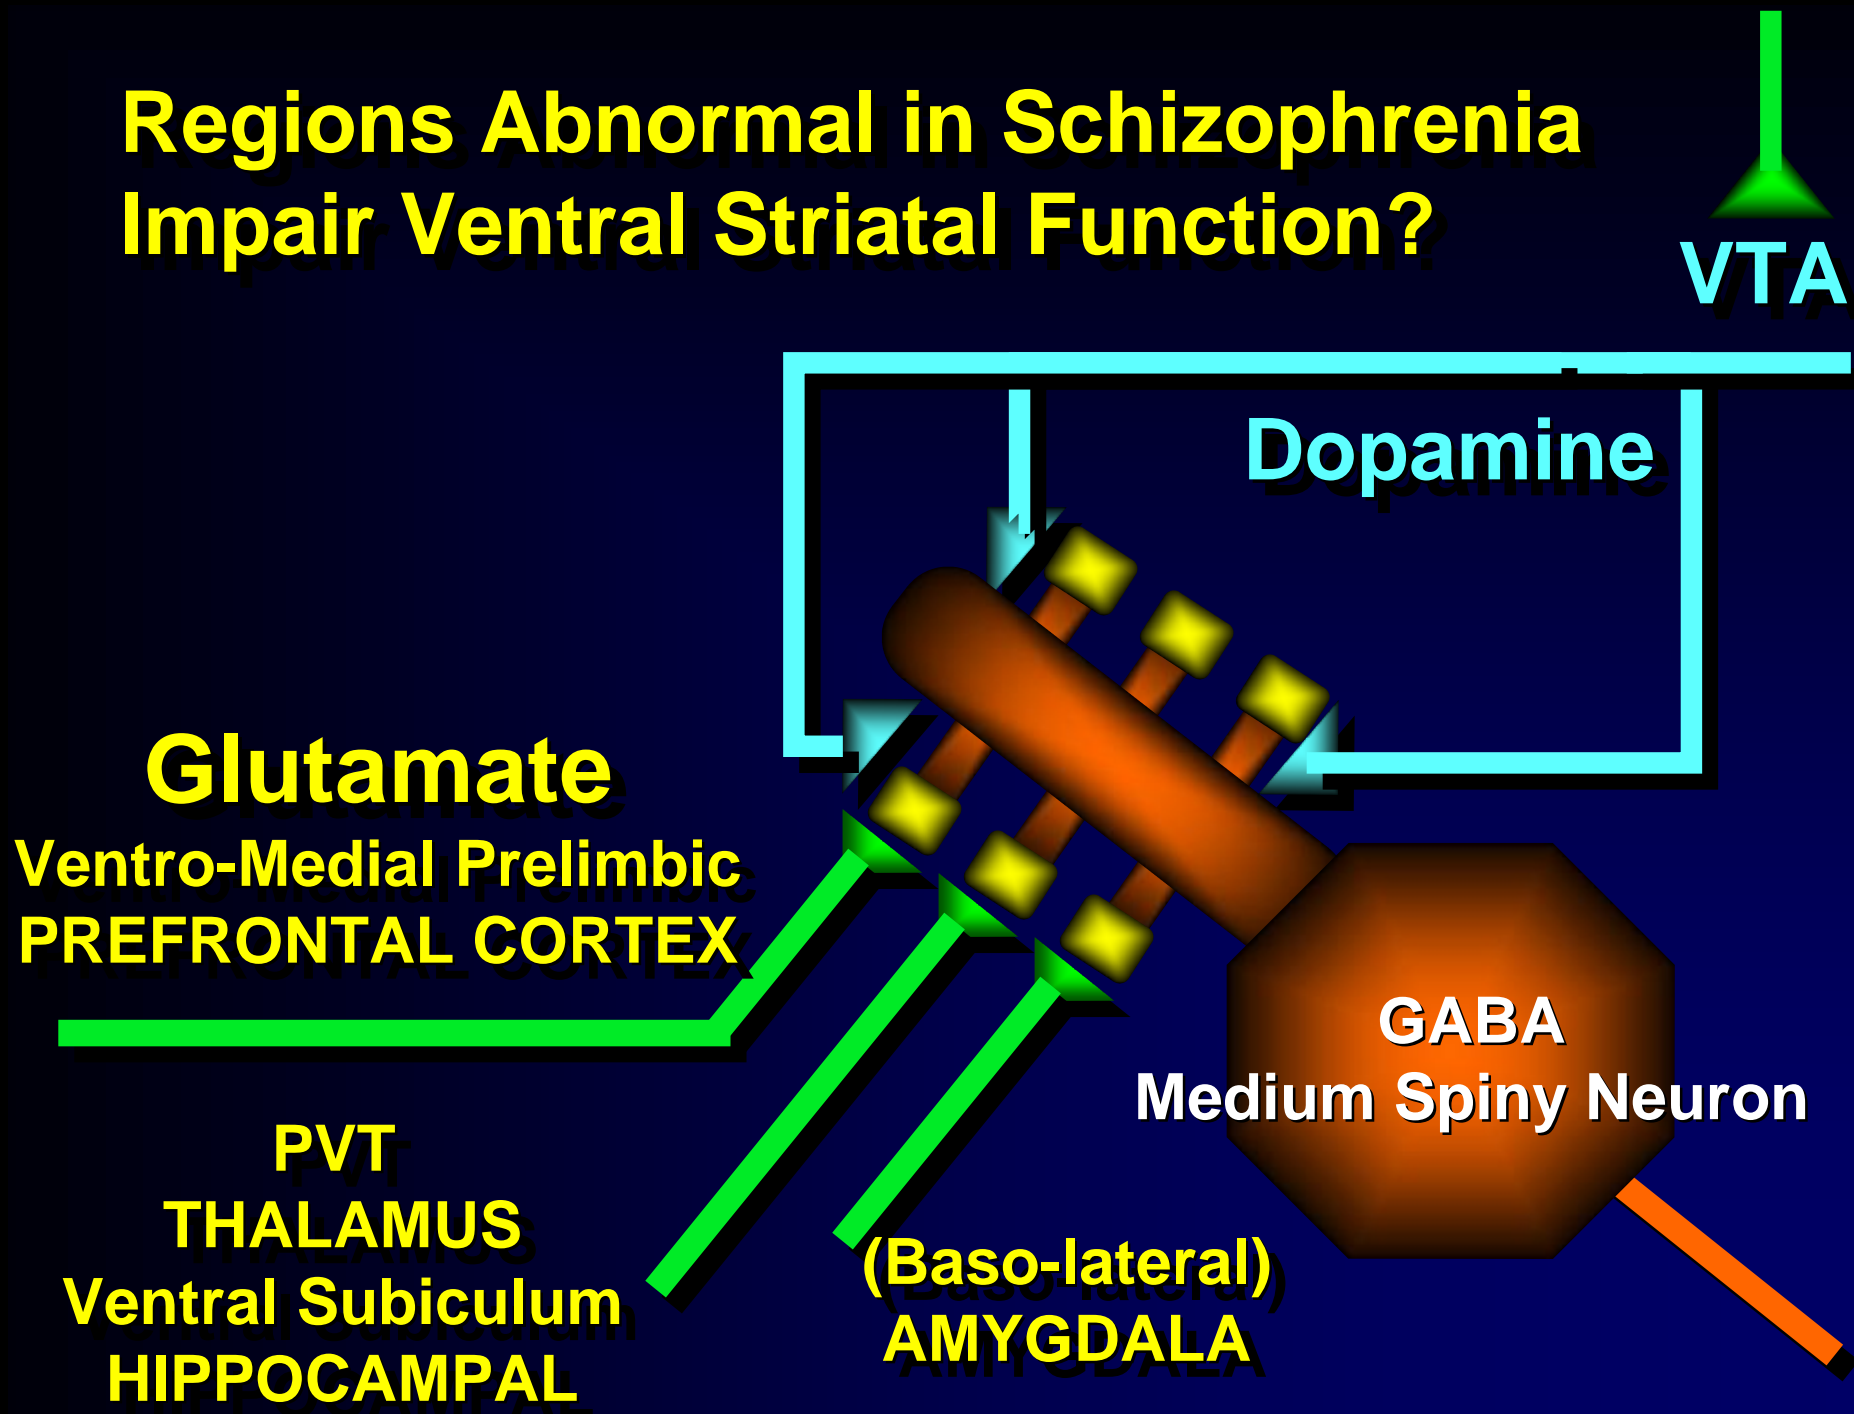 Regions Abnormal in Schizophrenia
Impair Ventral Striatal Function?
VTA
Dopamine
Glutamate
Ventro-Medial Prelimbic
PREFRONTAL CORTEX
GABA
Medium Spiny Neuron
PVT
THALAMUS
Ventral Subiculum
HIPPOCAMPAL
(Baso-lateral)
AMYGDALA